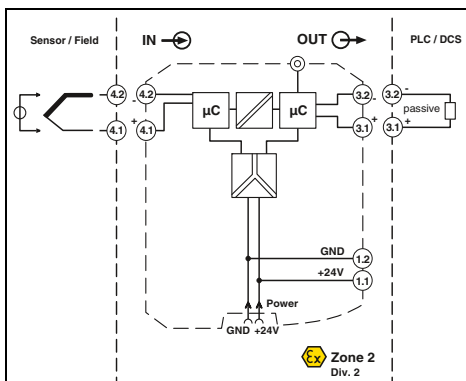 Sensor / Field
IN
OUT
PLC / DCS
4.2
4.2
-
µC
µC
3.2
-
3.2
-
passive
4.1
+
4.1
3.1
+
3.1
+
GND
1.2
+24V
1.1
Power
GND +24V
Ex
Zone 2
Div. 2